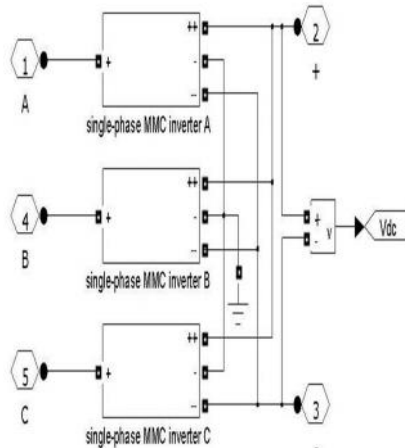 1
A
+
++
-
--
single-phase MMC inverter A
2
+
4
B
+
++
-
--
single-phase MMC inverter B
+
-
v
Vdc
5
C
+
++
-
--
single-phase MMC inverter C
3